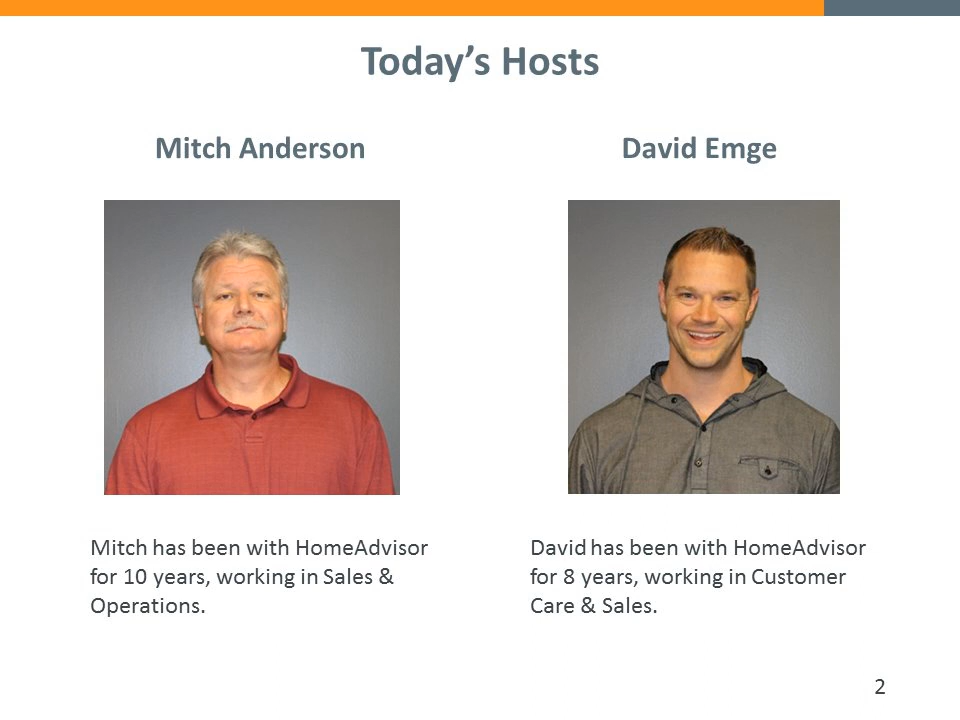 Today’s Hosts
Mitch Anderson
David Emge
Mitch has been with HomeAdvisor
for 10 years, working in Sales &
Operations.
David has been with HomeAdvisor
for 8 years, working in Customer
Care & Sales.
2